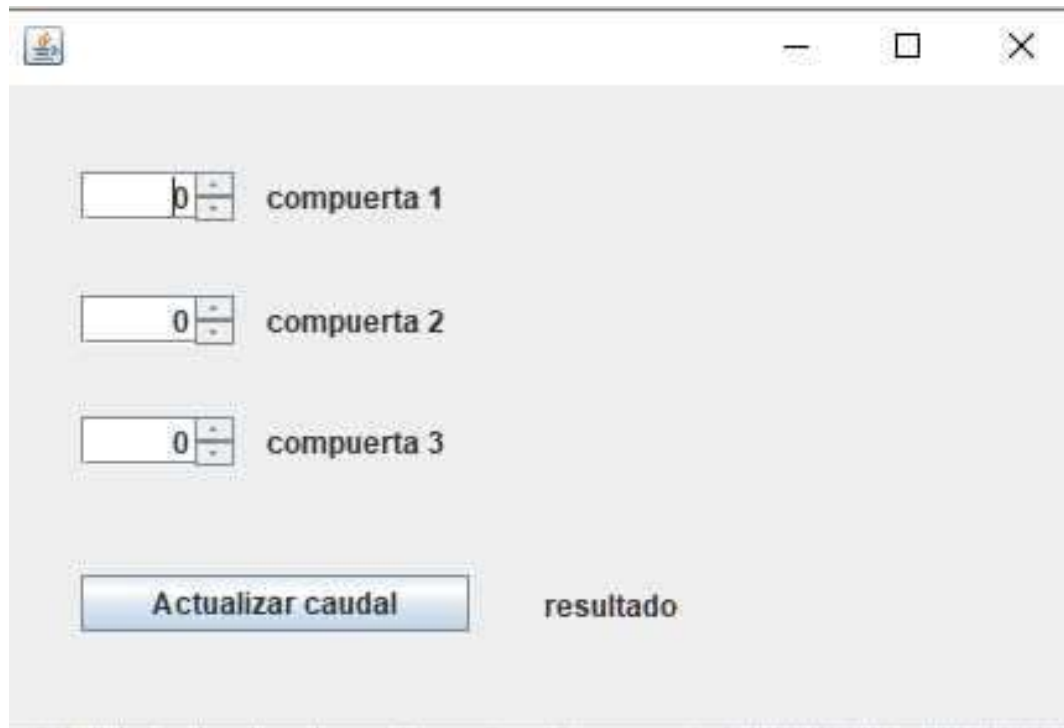 0 compuerta 1
0 compuerta 2
0 compuerta 3
Actualizar caudal resultado